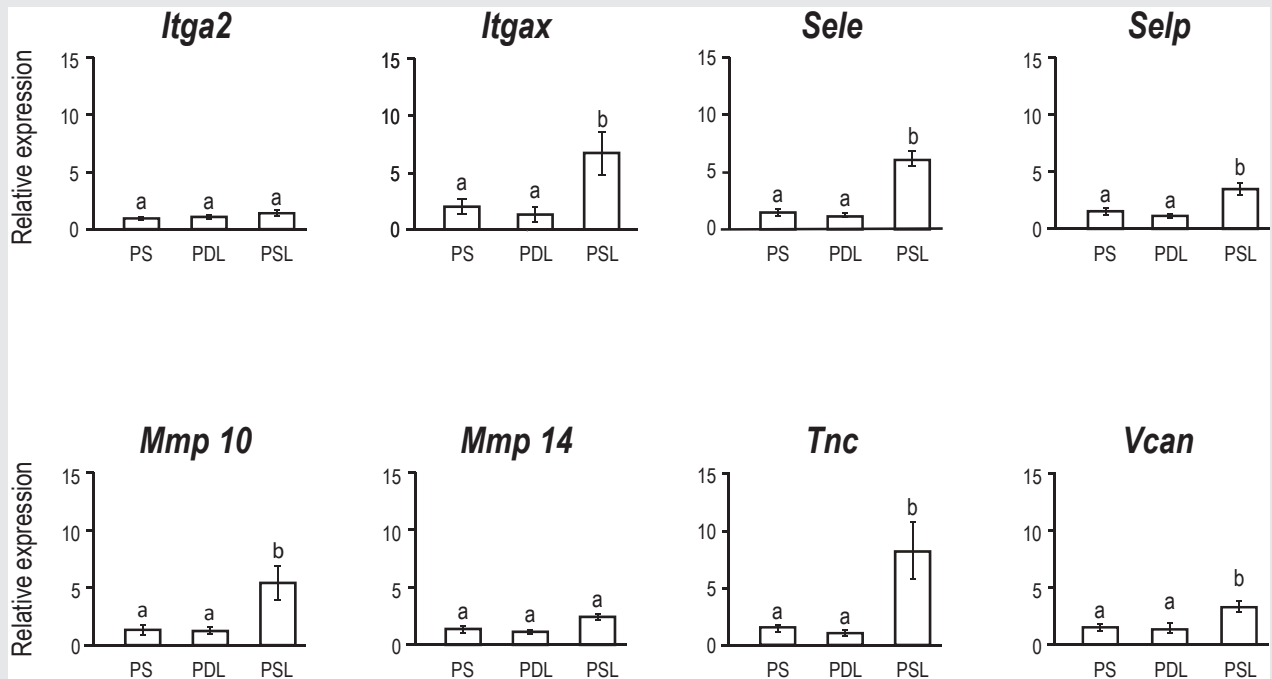 Itga2 Itgax Sele Selp
Relative expression
15 15 15 15
10 10 10 10
b b
b
5 5 5 5
a a a a a a a a a
0 0 0 0
PS PDL PSL PS PDL PSL PS PDL PSL PS PDL PSL
Mmp 10 Mmp 14 Tnc Vcan
Relative expression
15 15 15 15
10 10 10 10
b b
b
5 5 5 5
a a a a a a a a a
0 0 0 0
PS PDL PSL PS PDL PSL PS PDL PSL PS PDL PSL